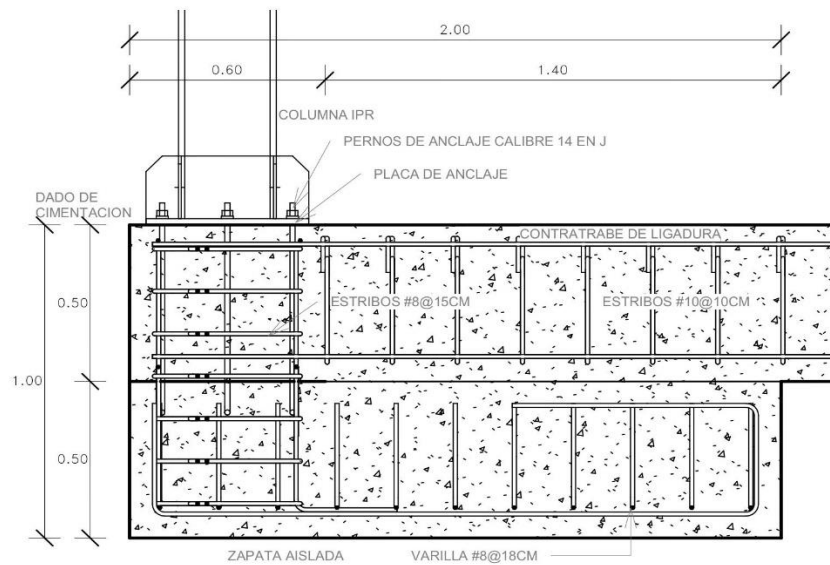 2.00
0.60
1.40
COLUMNA IPR
PERNOS DE ANCLAJE CALIBRE 14 EN J
PLACA DE ANCLAJE
DADO DE
CIMENTACION
CONTRATRABE DE LIGADURA
0.50
ESTRIBOS #8@15CM
ESTRIBOS #10@10CM
1.00
0.50
ZAPATA AISLADA
VARILLA #8@18CM